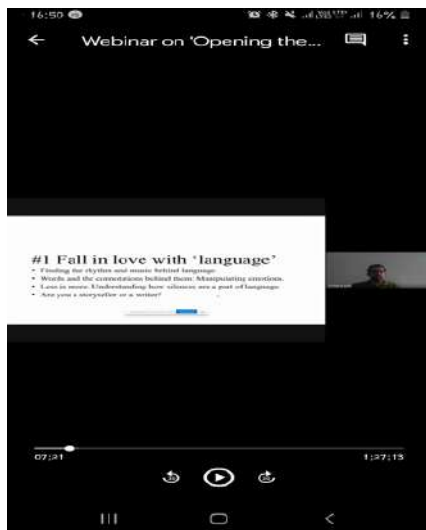 16:50 16%
Webinar on 'Opening the...
#1 Fall in love with 'language'
• Finding the rhythm and music behind language.
• Words and the connotations behind them. Manipulating emotions.
• Less is more. Understanding how silences are a part of language.
• Are you a storyteller or a writer?
07:21 1:27:13